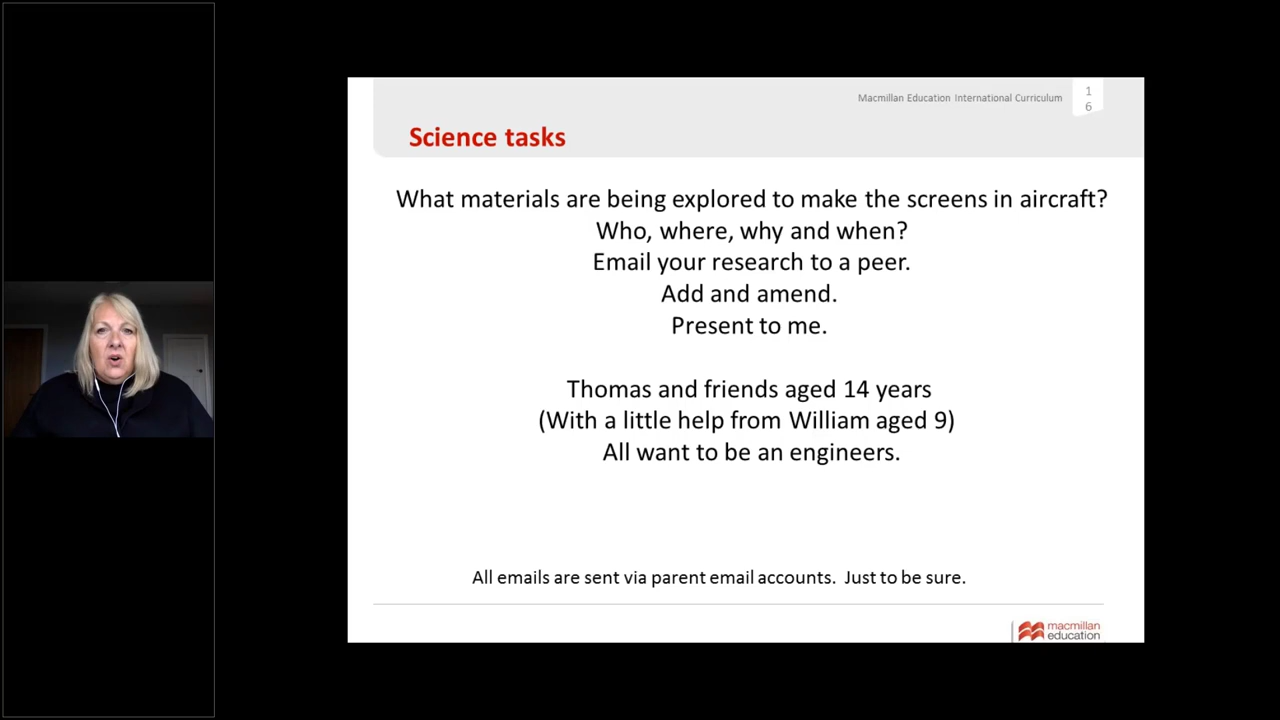 Macmillan Education International Curriculum
1
6
Science tasks
What materials are being explored to make the screens in aircraft?
Who, where, why and when?
Email your research to a peer.
Add and amend.
Present to me.
Thomas and friends aged 14 years
(With a little help from William aged 9)
All want to be an engineers.
All emails are sent via parent email accounts. Just to be sure.
macmillan
education